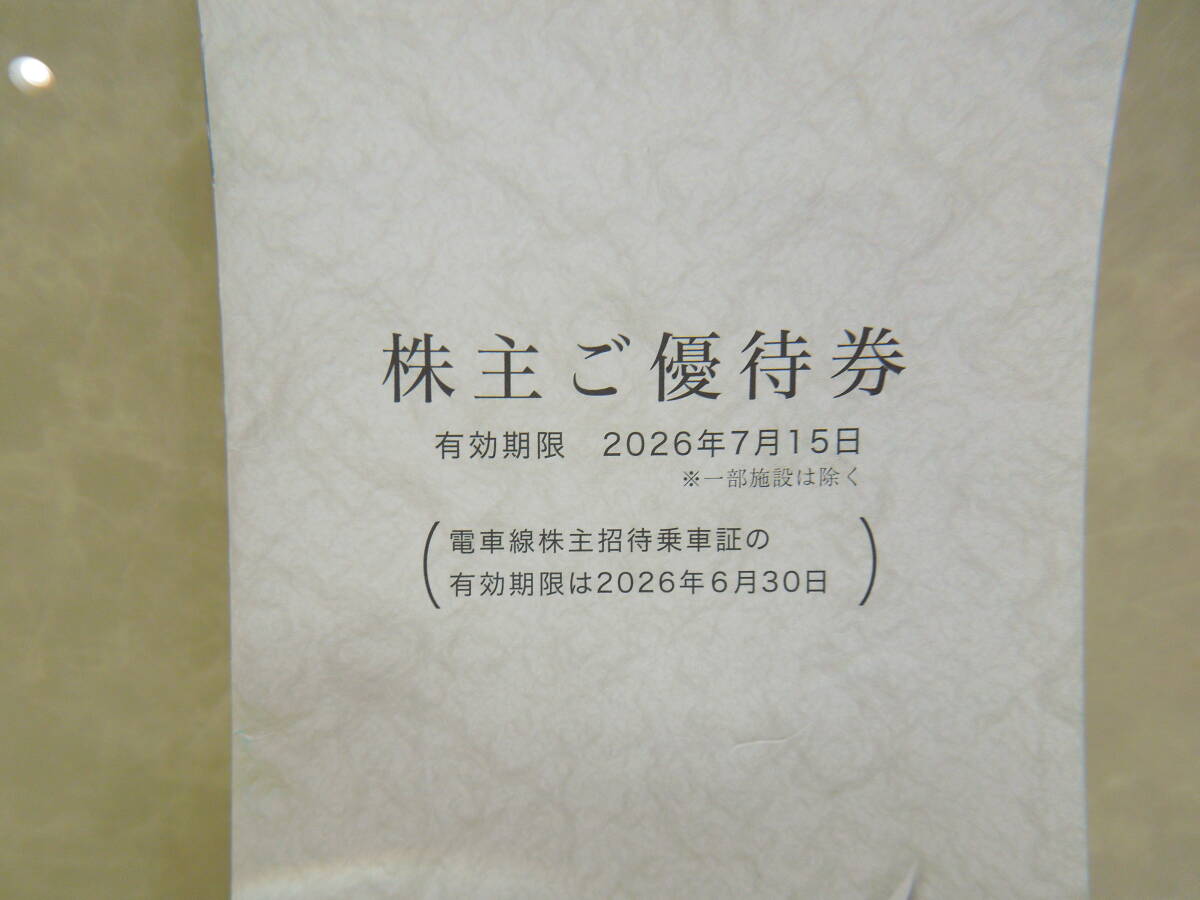 株主ご優待券
有効期限　2026年7月15日
※一部施設は除く
(電車線株主招待乗車証の
有効期限は2026年6月30日)